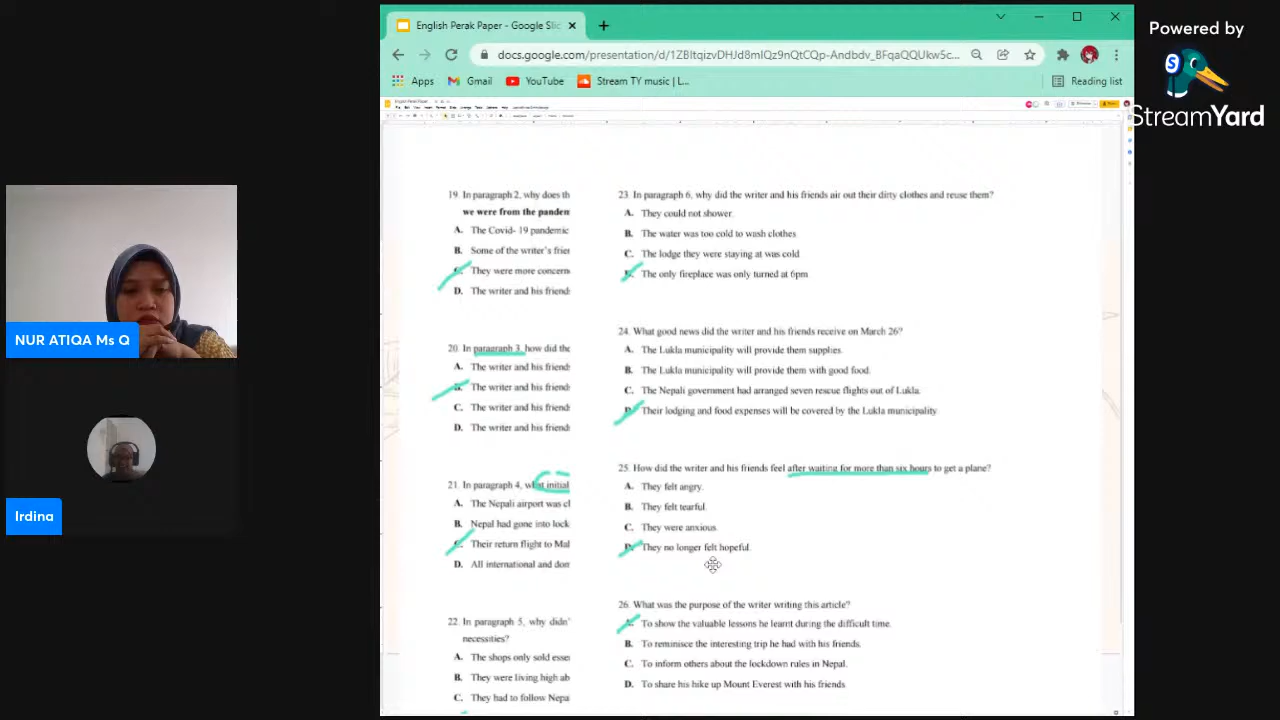 English Perak Paper - Google Slic
docs.google.com/presentation/d/1ZBItqizvDHJd8mIQz9nQtCQp-Andbdv_BFqaQQUkw5c...
Apps
Gmail
YouTube
Stream TV music | L...
Reading list
Powered by
StreamYard
English Perak Paper
NUR ATIQA Ms Q
Irdina
19. In paragraph 2, why does th
we were from the pandem
A. The Covid- 19 pandemic
B. Some of the writer's frien
They were more concern
D. The writer and his friends
20. In paragraph 3, how did the
A. The writer and his friends
The writer and his friends
C. The writer and his friends
D. The writer and his friends
21. In paragraph 4, what initial
A. The Nepali airport was cl
B. Nepal had gone into lock
Their return flight to Mal
D. All international and dom
22. In paragraph 5, why didn'
necessities?
A. The shops only sold esse
B. They were living high ab
C. They had to follow Nepa
23. In paragraph 6, why did the writer and his friends air out their dirty clothes and reuse them?
A. They could not shower.
B. The water was too cold to wash clothes
C. The lodge they were staying at was cold
The only fireplace was only turned at 6pm
24. What good news did the writer and his friends receive on March 26?
A. The Lukla municipality will provide them supplies.
B. The Lukla municipality will provide them with good food.
C. The Nepali government had arranged seven rescue flights out of Lukla.
D. Their lodging and food expenses will be covered by the Lukla municipality
25. How did the writer and his friends feel after waiting for more than six hours to get a plane?
A. They felt angry.
B. They felt tearful.
C. They were anxious.
D. They no longer felt hopeful.
26. What was the purpose of the writer writing this article?
To show the valuable lessons he learnt during the difficult time.
B. To reminisce the interesting trip he had with his friends.
C. To inform others about the lockdown rules in Nepal.
D. To share his hike up Mount Everest with his friends